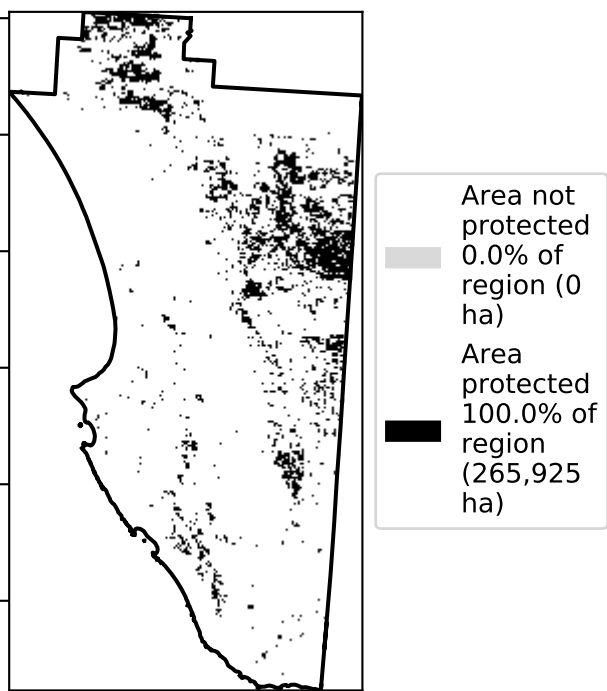 Area not
protected
0.0% of
region (0
ha)
Area
protected
100.0% of
region
(265,925
ha)